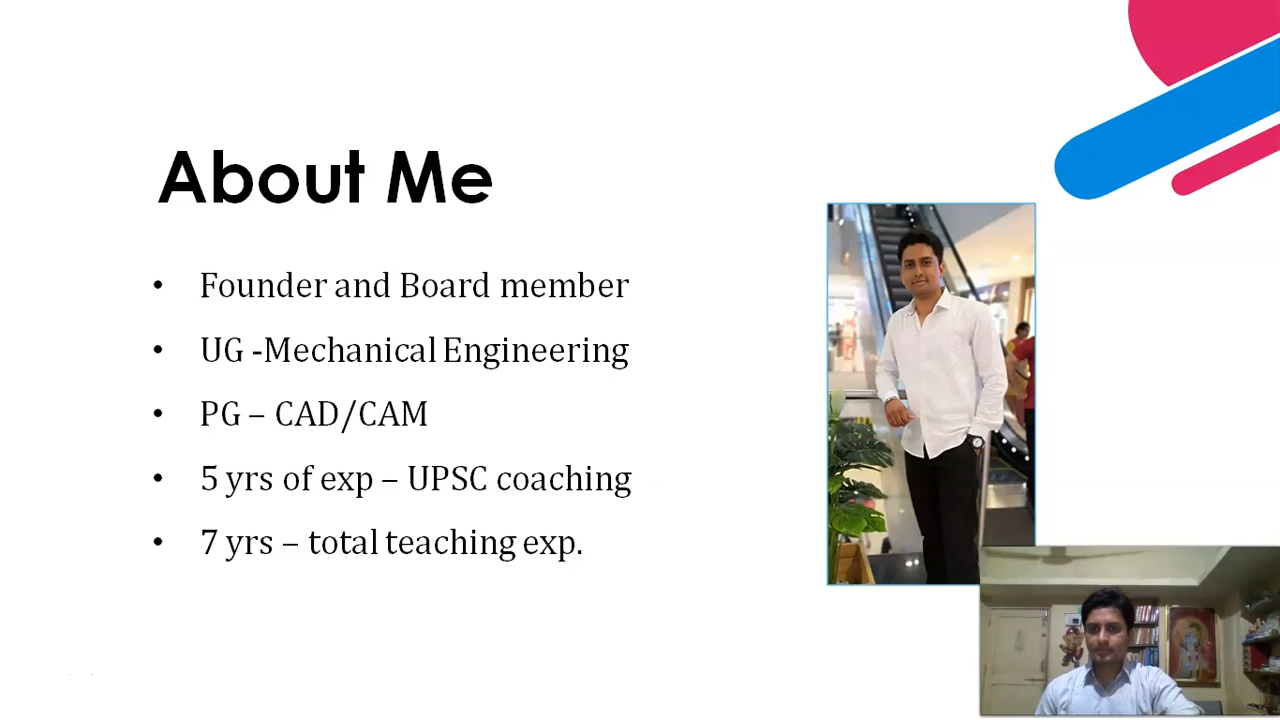 About Me
• Founder and Board member
• UG -Mechanical Engineering
• PG – CAD/CAM
• 5 yrs of exp – UPSC coaching
• 7 yrs – total teaching exp.